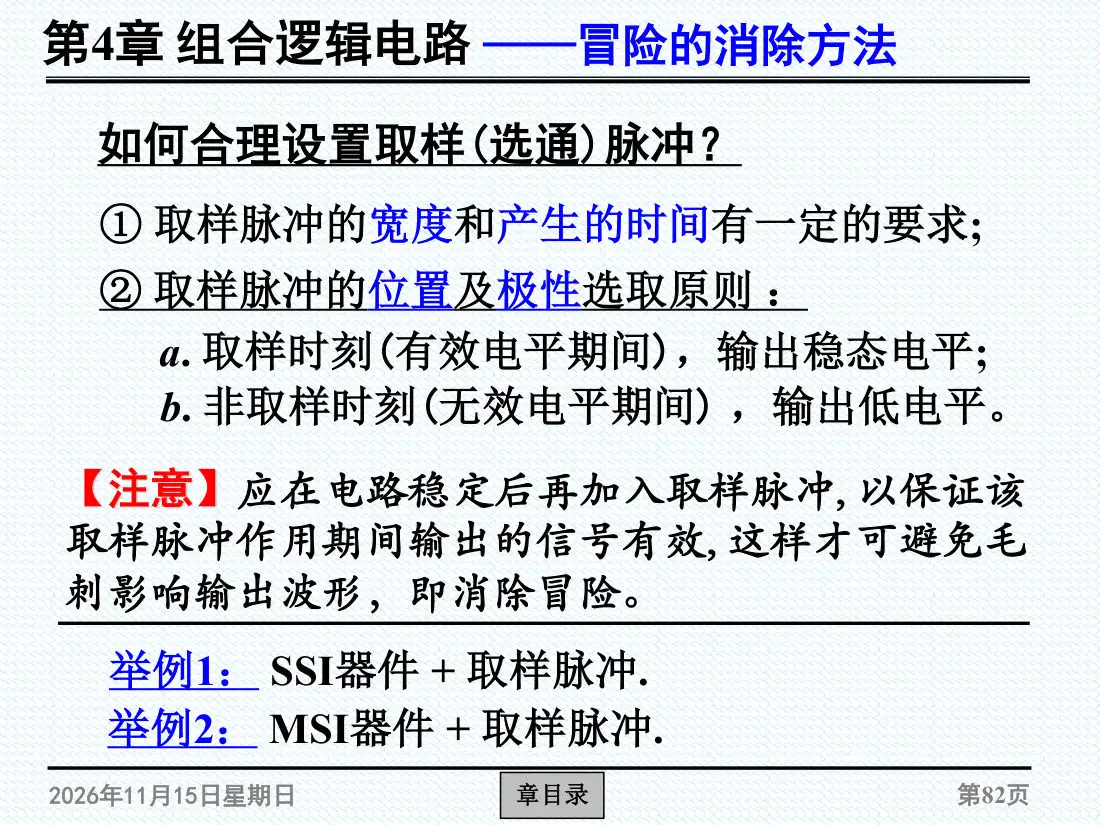 第4章 组合逻辑电路 ——冒险的消除方法
如何合理设置取样(选通)脉冲？
① 取样脉冲的宽度和产生的时间有一定的要求;
② 取样脉冲的位置及极性选取原则 ：
a. 取样时刻(有效电平期间)，输出稳态电平;
b. 非取样时刻(无效电平期间) ，输出低电平。
【注意】应在电路稳定后再加入取样脉冲, 以保证该
取样脉冲作用期间输出的信号有效, 这样才可避免毛
刺影响输出波形，即消除冒险。
举例1： SSI器件 + 取样脉冲.
举例2： MSI器件 + 取样脉冲.
2026年11月15日星期日 章目录 第82页